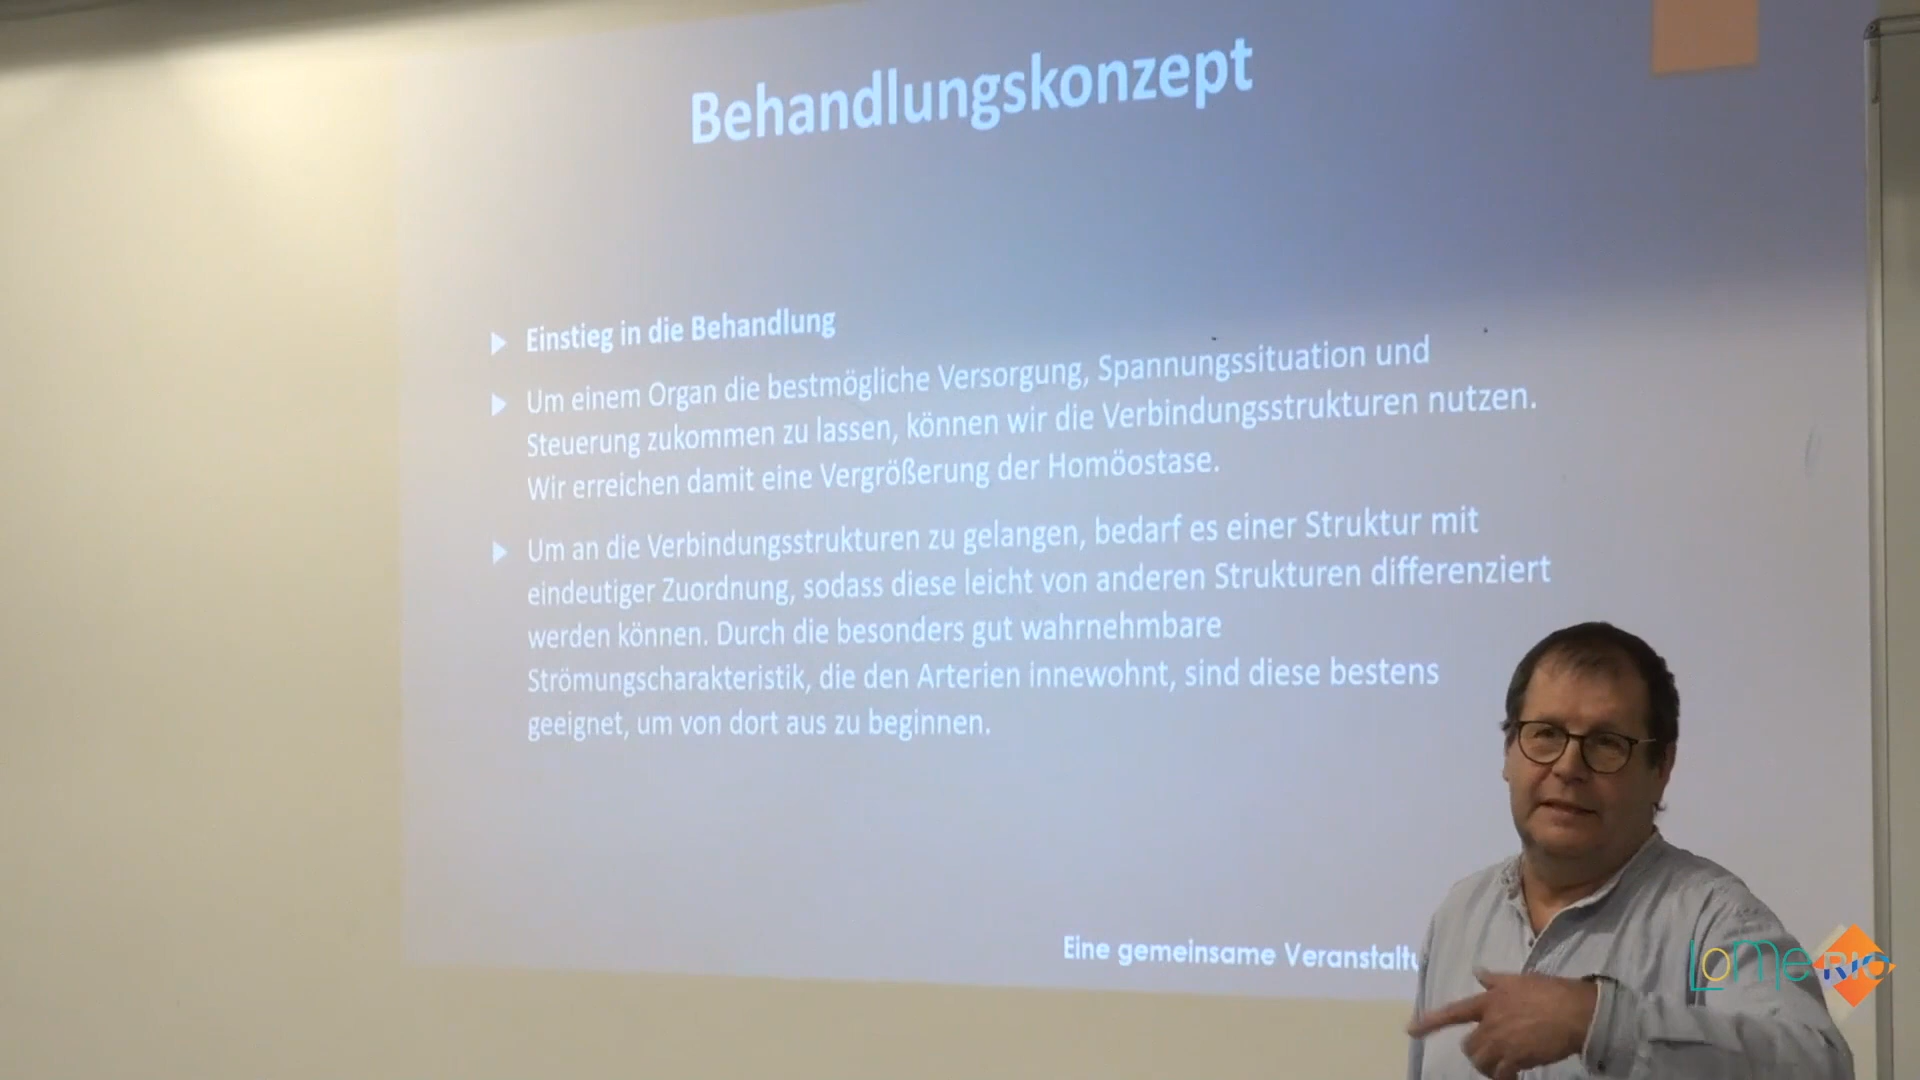 Behandlungskonzept
Einstieg in die Behandlung
Um einem Organ die bestmögliche Versorgung, Spannungssituation und
Steuerung zukommen zu lassen, können wir die Verbindungsstrukturen nutzen.
Wir erreichen damit eine Vergrößerung der Homöostase.
Um an die Verbindungsstrukturen zu gelangen, bedarf es einer Struktur mit
eindeutiger Zuordnung, sodass diese leicht von anderen Strukturen differenziert
werden können. Durch die besonders gut wahrnehmbare
Strömungscharakteristik, die den Arterien innewohnt, sind diese bestens
geeignet, um von dort aus zu beginnen.
Eine gemeinsame
LoMe RIO